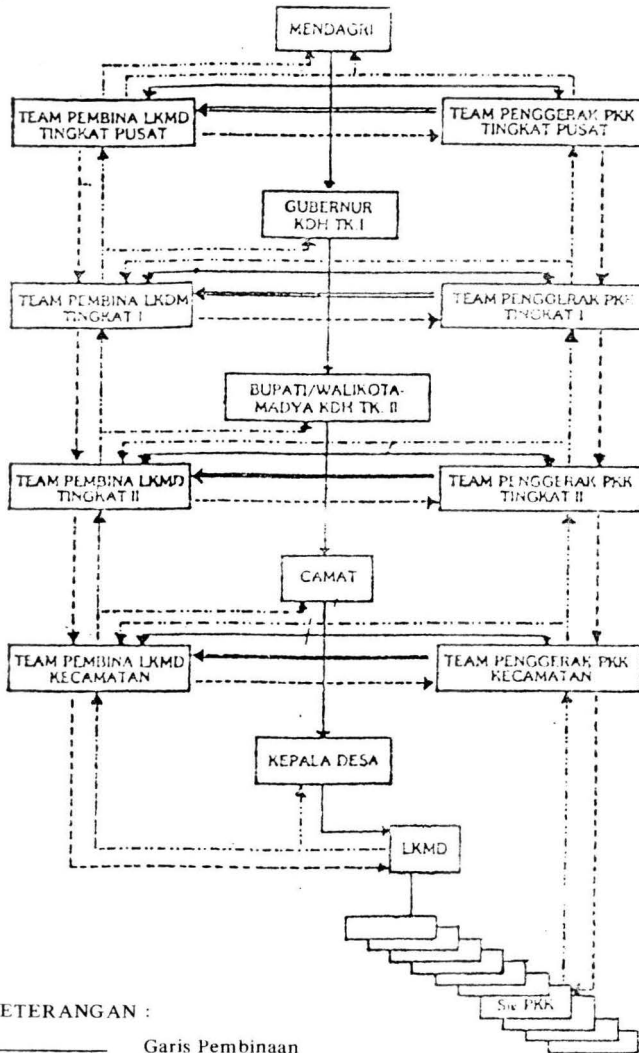 MENDAGRI
TEAM PEMBINA LKMD
TINGKAT PUSAT
TEAM PENGGERAK PKK
TINGKAT PUSAT
GUBERNUR
KDH TK. I
TEAM PEMBINA LKDM
TINGKAT I
TEAM PENGGERAK PKK
TINGKAT I
BUPATI/WALIKOTA-
MADYA KDH TK. II
TEAM PEMBINA LKMD
TINGKAT II
TEAM PENGGERAK PKK
TINGKAT II
CAMAT
TEAM PEMBINA LKMD
KECAMATAN
TEAM PENGGERAK PKK
KECAMATAN
KEPALA DESA
LKMD
Sie PKK
ETERANGAN :
Garis Pembinaan